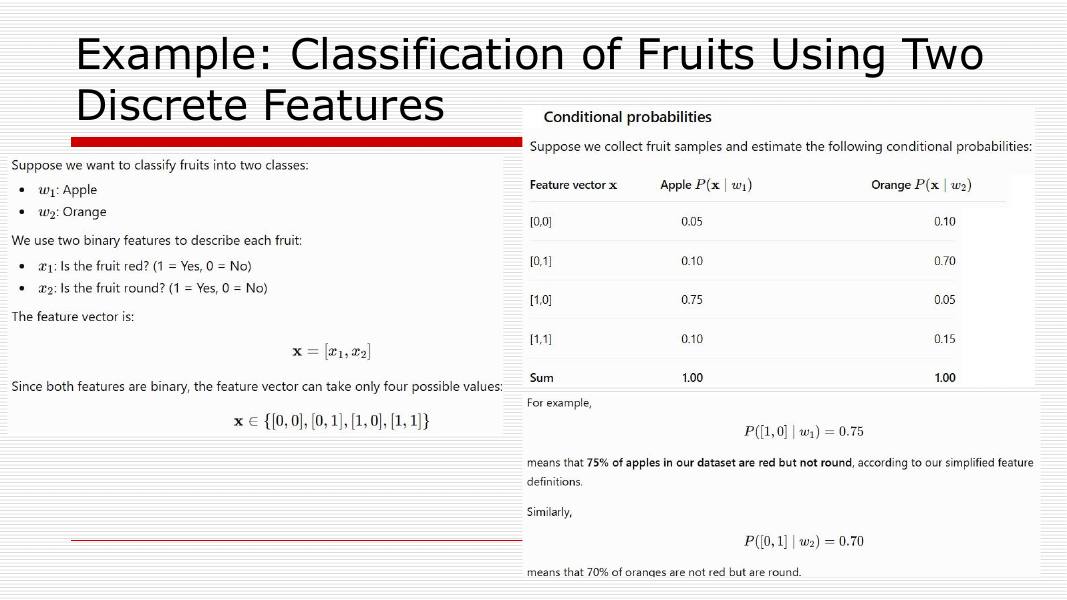 Example: Classification of Fruits Using Two
Discrete Features
Suppose we want to classify fruits into two classes:
• w₁: Apple
• w₂: Orange
We use two binary features to describe each fruit:
• x₁: Is the fruit red? (1 = Yes, 0 = No)
• x₂: Is the fruit round? (1 = Yes, 0 = No)
The feature vector is:
x = [x₁, x₂]
Since both features are binary, the feature vector can take only four possible values:
x ∈ {[0, 0], [0, 1], [1, 0], [1, 1]}
Conditional probabilities
Suppose we collect fruit samples and estimate the following conditional probabilities:
Feature vector x Apple P(x | w₁) Orange P(x | w₂)
[0,0] 0.05 0.10
[0,1] 0.10 0.70
[1,0] 0.75 0.05
[1,1] 0.10 0.15
Sum 1.00 1.00
For example,
P([1, 0] | w₁) = 0.75
means that 75% of apples in our dataset are red but not round, according to our simplified feature
definitions.
Similarly,
P([0, 1] | w₂) = 0.70
means that 70% of oranges are not red but are round.